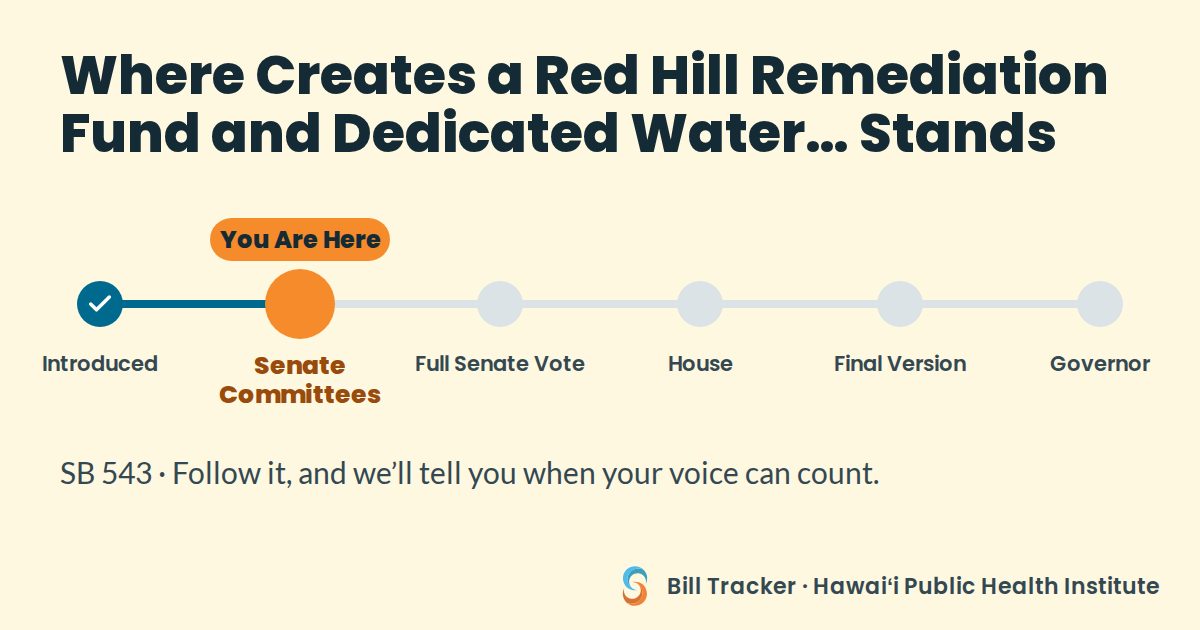 Where Creates a Red Hill Remediation
Fund and Dedicated Water... Stands
You Are Here
Introduced
Senate
Committees
Full Senate Vote
House
Final Version
Governor
SB 543 · Follow it, and we’ll tell you when your voice can count.
Bill Tracker · Hawaiʻi Public Health Institute